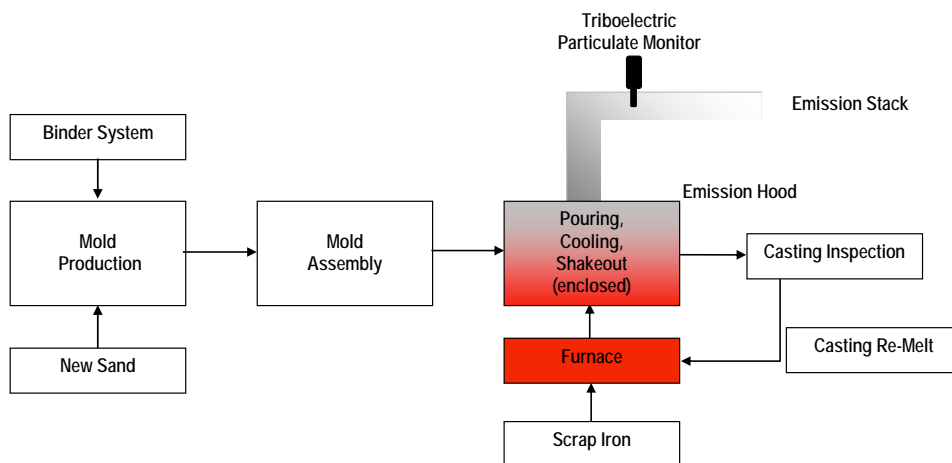 Triboelectric
Particulate Monitor
Emission Stack
Binder System
Emission Hood
Mold
Production
Mold
Assembly
Pouring,
Cooling,
Shakeout
(enclosed)
Casting Inspection
New Sand
Furnace
Casting Re-Melt
Scrap Iron